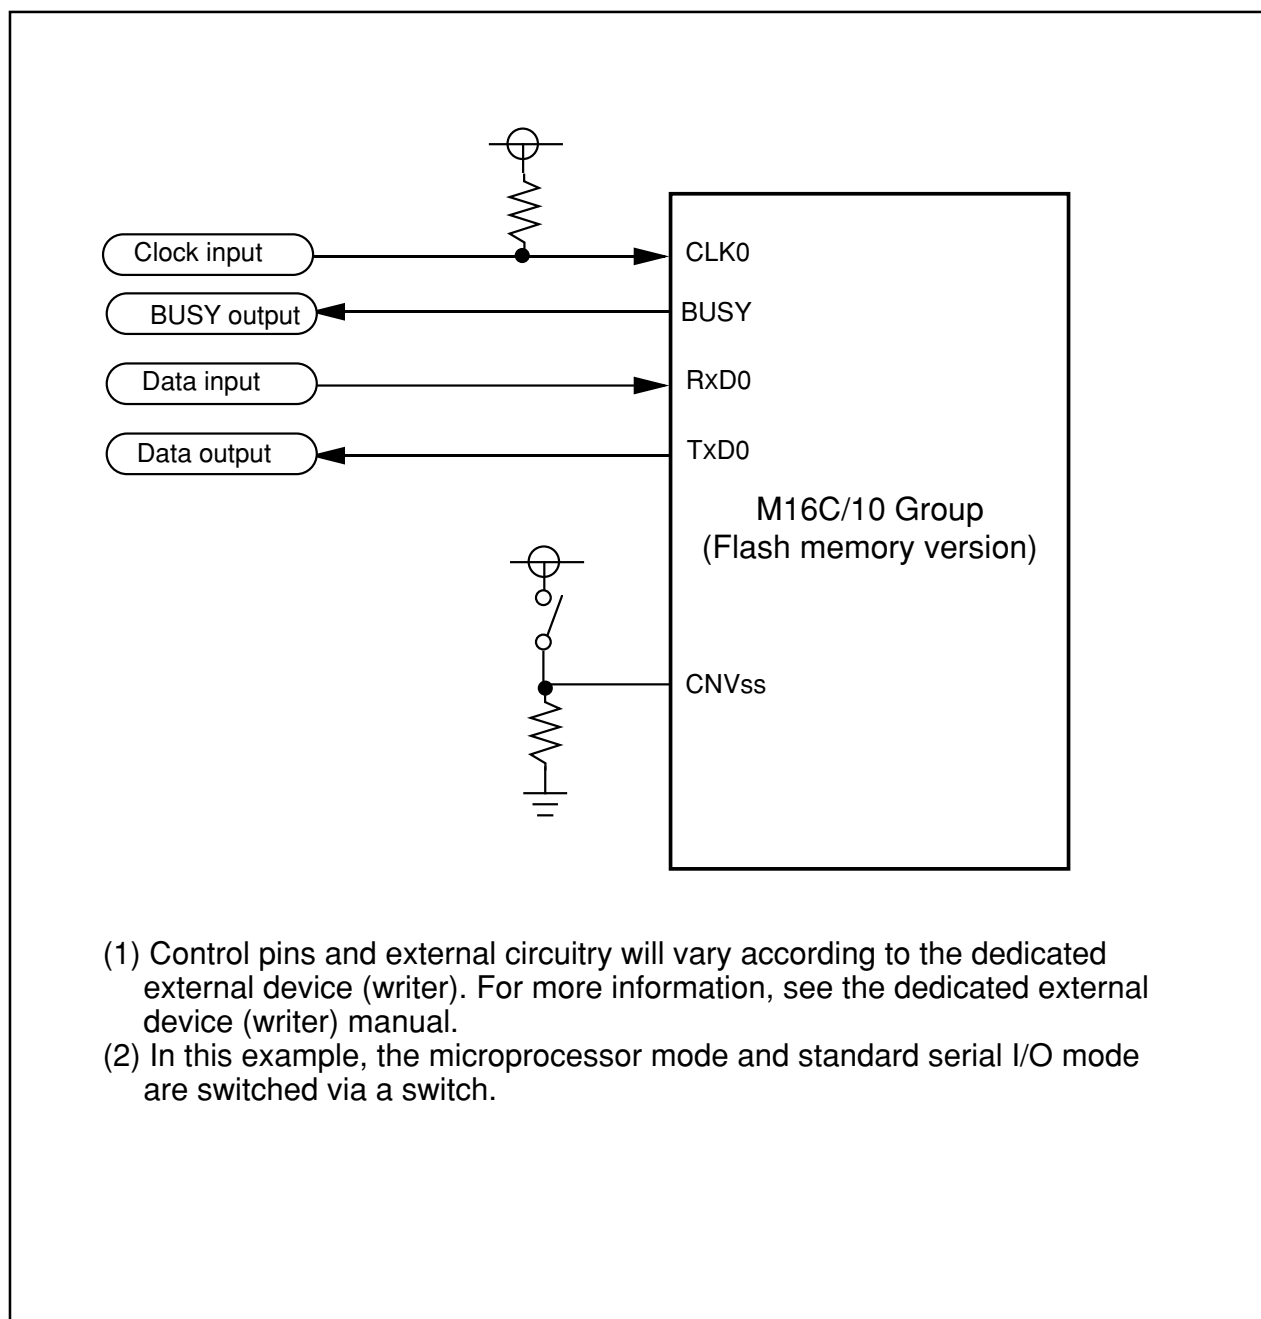 Clock input
CLK0
BUSY output
BUSY
Data input
RxD0
Data output
TxD0
M16C/10 Group
(Flash memory version)
CNVss
(1) Control pins and external circuitry will vary according to the dedicated
external device (writer). For more information, see the dedicated external
device (writer) manual.
(2) In this example, the microprocessor mode and standard serial I/O mode
are switched via a switch.